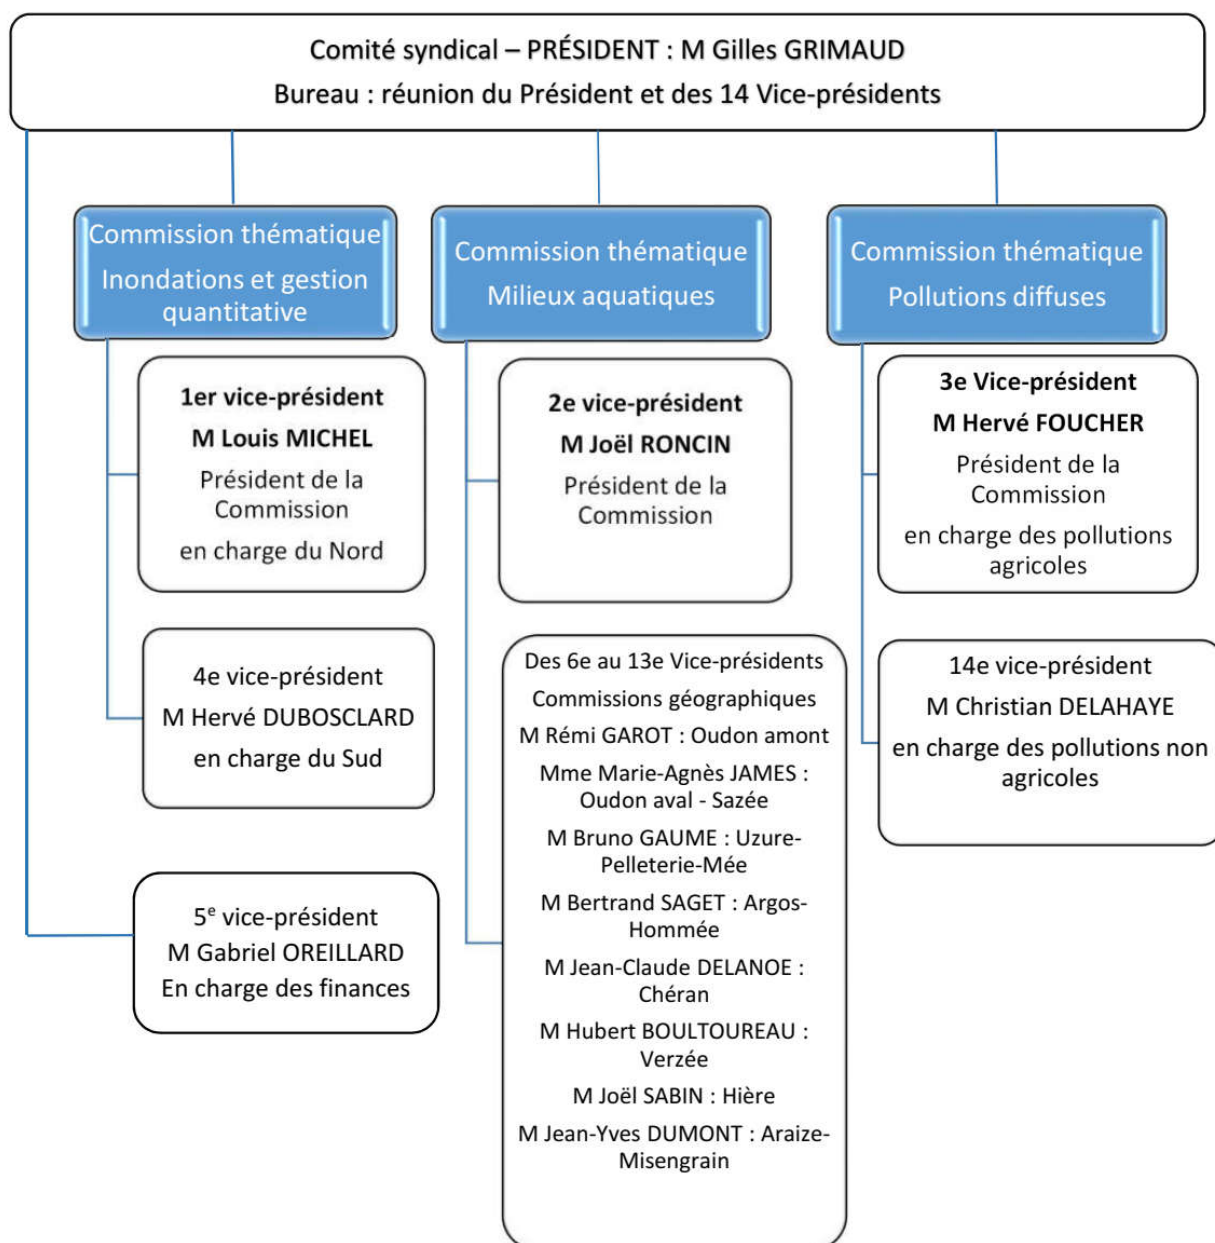 Comité syndical – PRÉSIDENT : M Gilles GRIMAUD
Bureau : réunion du Président et des 14 Vice-présidents
Commission thématique
Inondations et gestion
quantitative
1er vice-président
M Louis MICHEL
Président de la
Commission
en charge du Nord
4e vice-président
M Hervé DUBOSCLARD
en charge du Sud
5e vice-président
M Gabriel OREILLARD
En charge des finances
Commission thématique
Milieux aquatiques
2e vice-président
M Joël RONCIN
Président de la
Commission
Des 6e au 13e Vice-présidents
Commissions géographiques
M Rémi GAROT : Oudon amont
Mme Marie-Agnès JAMES :
Oudon aval - Sazée
M Bruno GAUME : Uzure-
Pelleterie-Mée
M Bertrand SAGET : Argos-
Hommée
M Jean-Claude DELANOE :
Chéran
M Hubert BOULTOUREAU :
Verzée
M Joël SABIN : Hière
M Jean-Yves DUMONT : Araize-
Misengrain
Commission thématique
Pollutions diffuses
3e Vice-président
M Hervé FOUCHER
Président de la
Commission
en charge des pollutions
agricoles
14e vice-président
M Christian DELAHAYE
en charge des pollutions non
agricoles